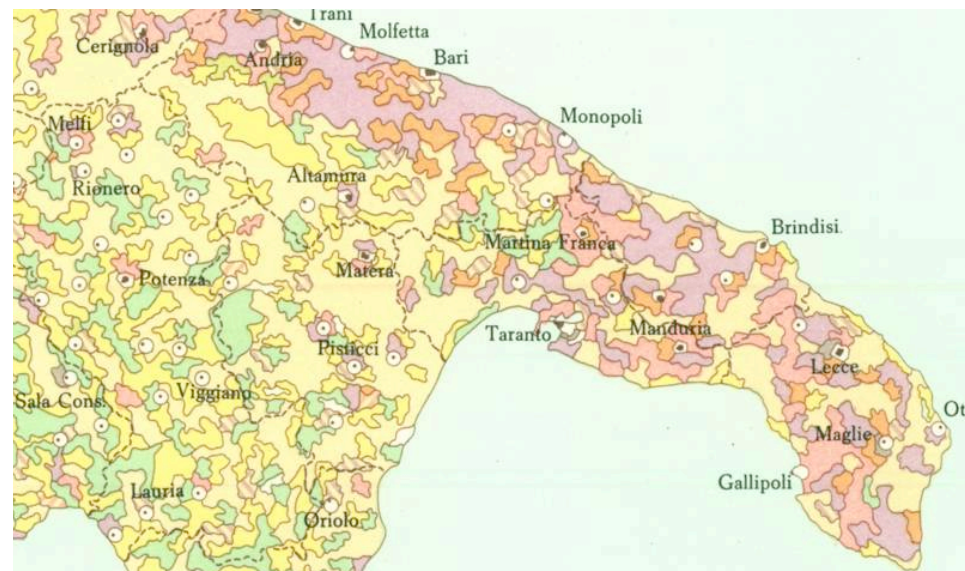 Trani
Molfetta
Cerignola
Andria
Bari
Monopoli
Melfi
Rionero
Altamura
Brindisi.
Martina Franca
Matera
Potenza
Taranto
Manduria
Pisticci
Lecce
Viggiano
Sala Cons.
Ot
Maglie
Gallipoli
Lauria
Oriolo